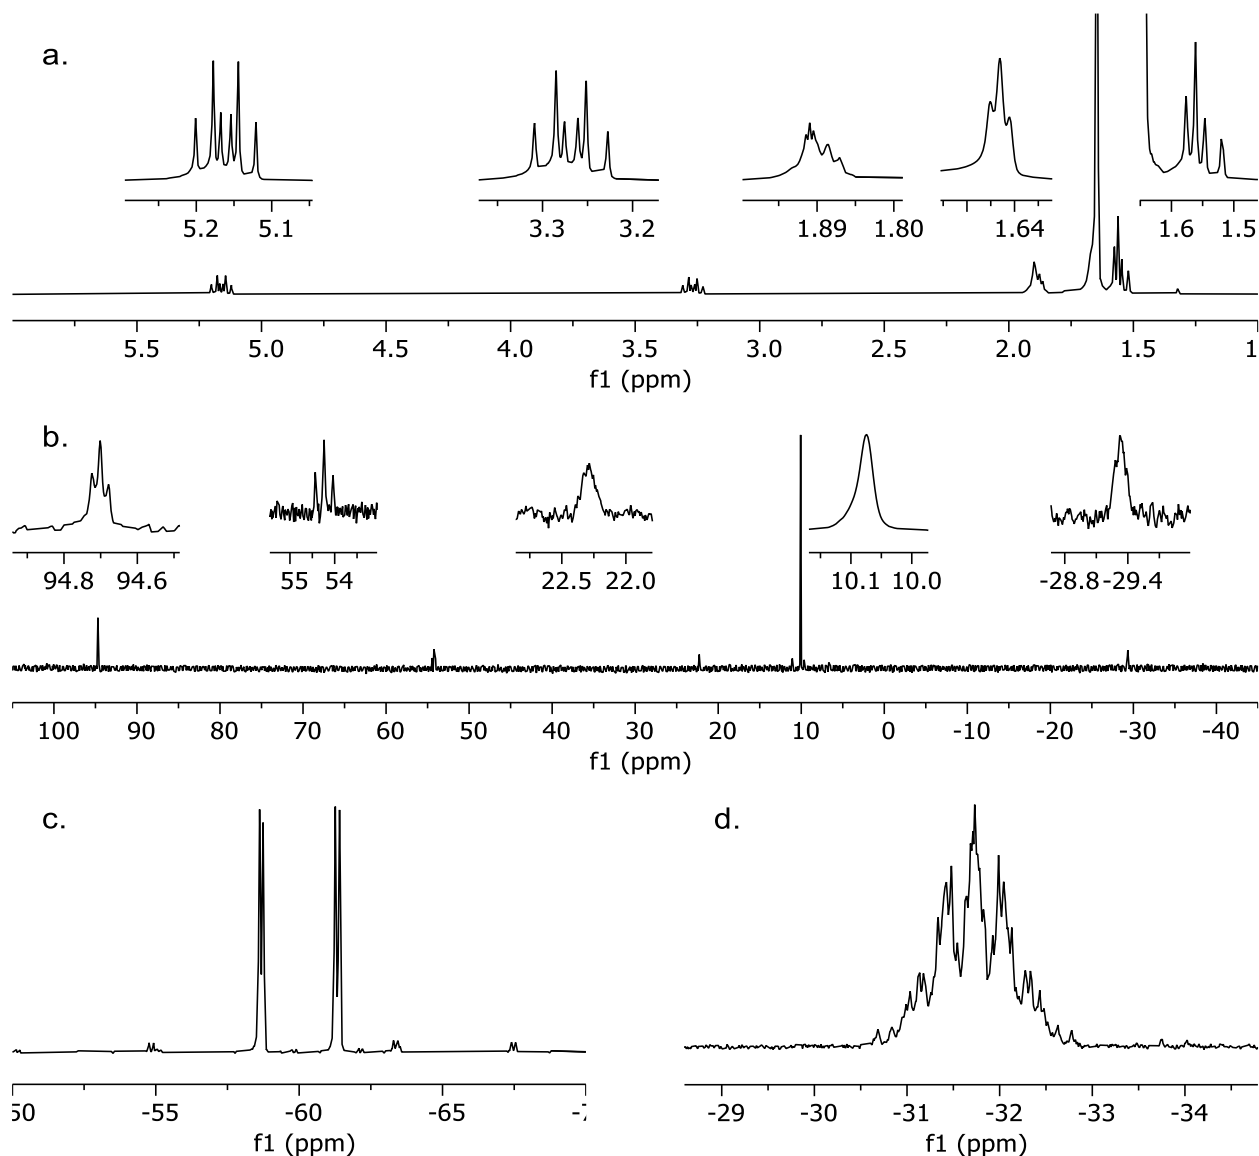 a.
5.2 5.1 3.3 3.2 1.89 1.80 1.64 1.6 1.5
5.5 5.0 4.5 4.0 3.5 3.0 2.5 2.0 1.5 1
f1 (ppm)
b.
94.8 94.6 55 54 22.5 22.0 10.1 10.0 -28.8 -29.4
100 90 80 70 60 50 40 30 20 10 0 -10 -20 -30 -40
f1 (ppm)
c. d.
50 -55 -60 -65 -29 -30 -31 -32 -33 -34
f1 (ppm) f1 (ppm)